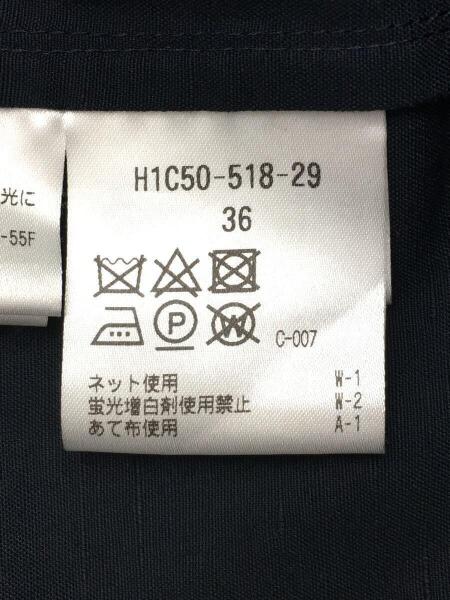 光に
-55F
H1C50-518-29
36
P
W
C-007
ネット使用 W-1
蛍光増白剤使用禁止 W-2
あて布使用 A-1